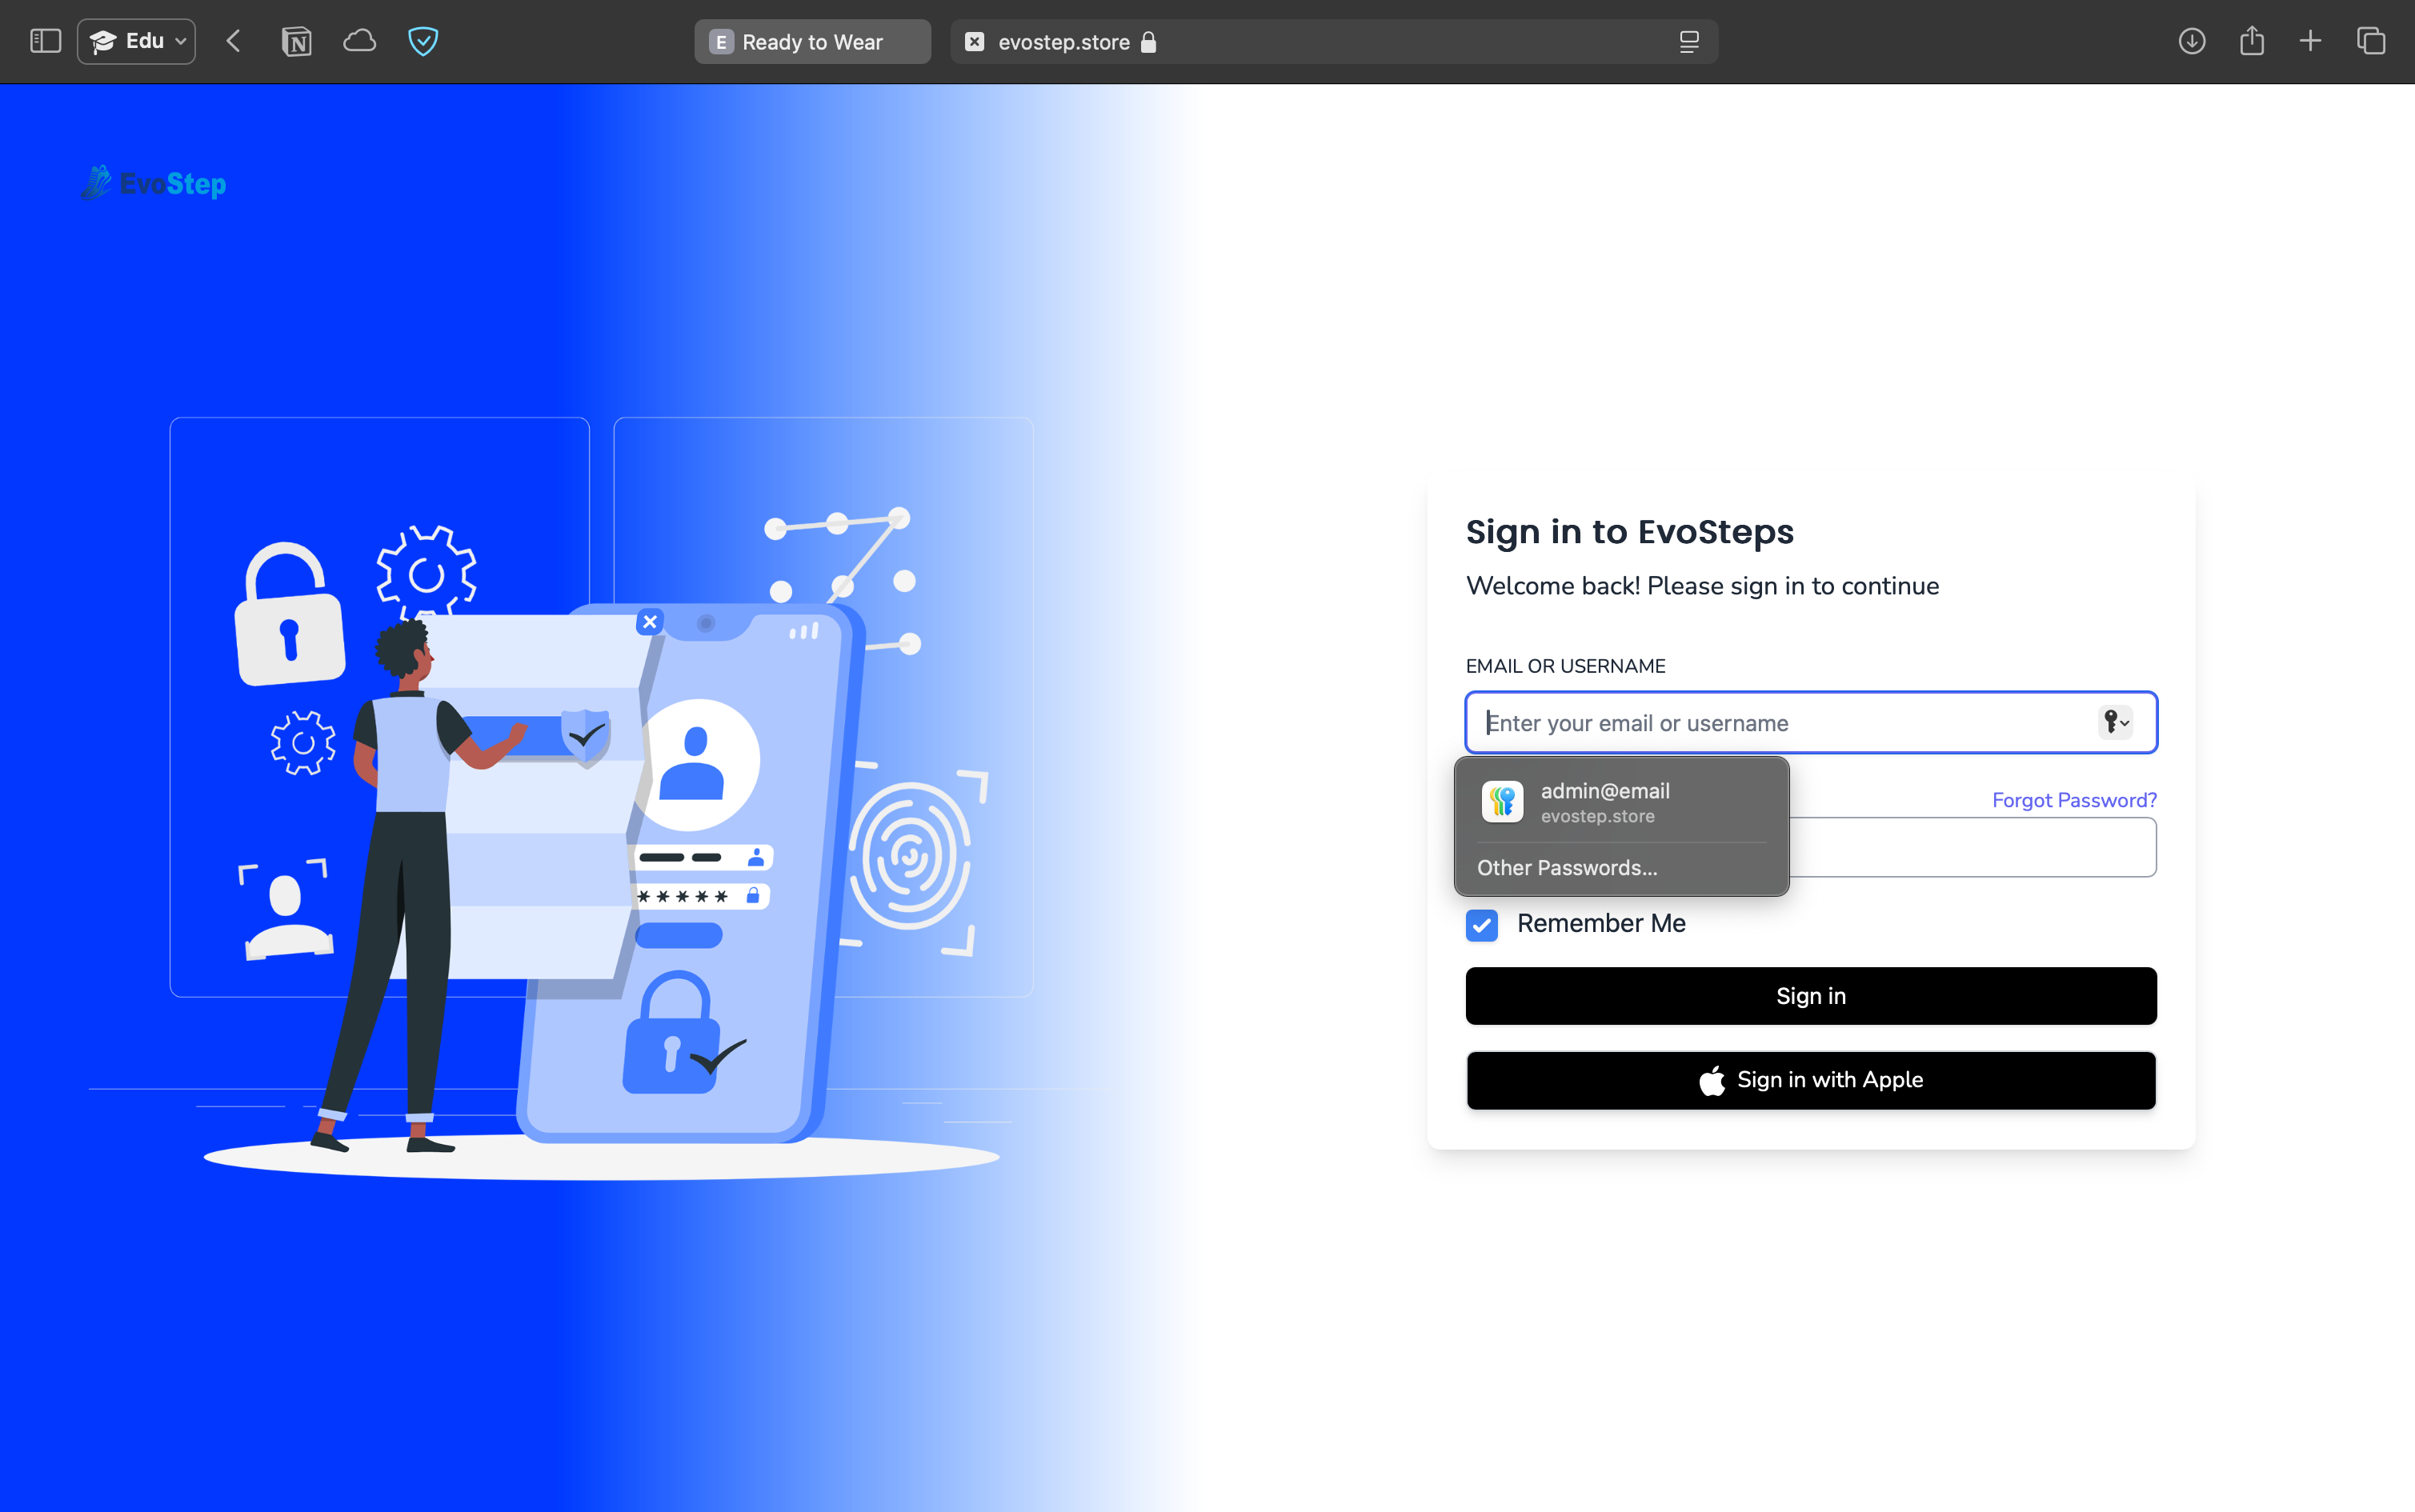 Edu
E Ready to Wear
evostep.store
EvoStep
Sign in to EvoSteps
Welcome back! Please sign in to continue
EMAIL OR USERNAME
Enter your email or username
admin@email
evostep.store
Forgot Password?
Other Passwords...
Remember Me
Sign in
Sign in with Apple